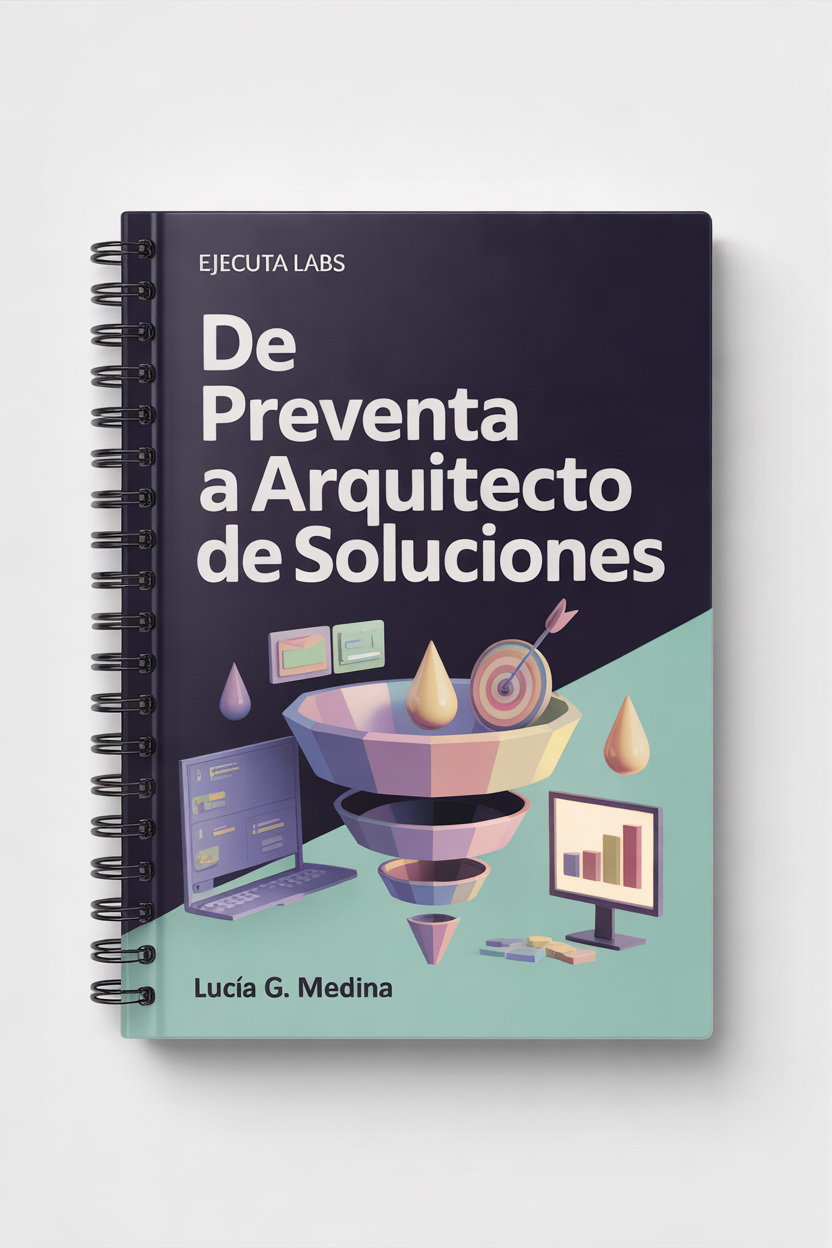 EJECUTA LABS
De
Preventa
a Arquitecto
de Soluciones
Lucía G. Medina